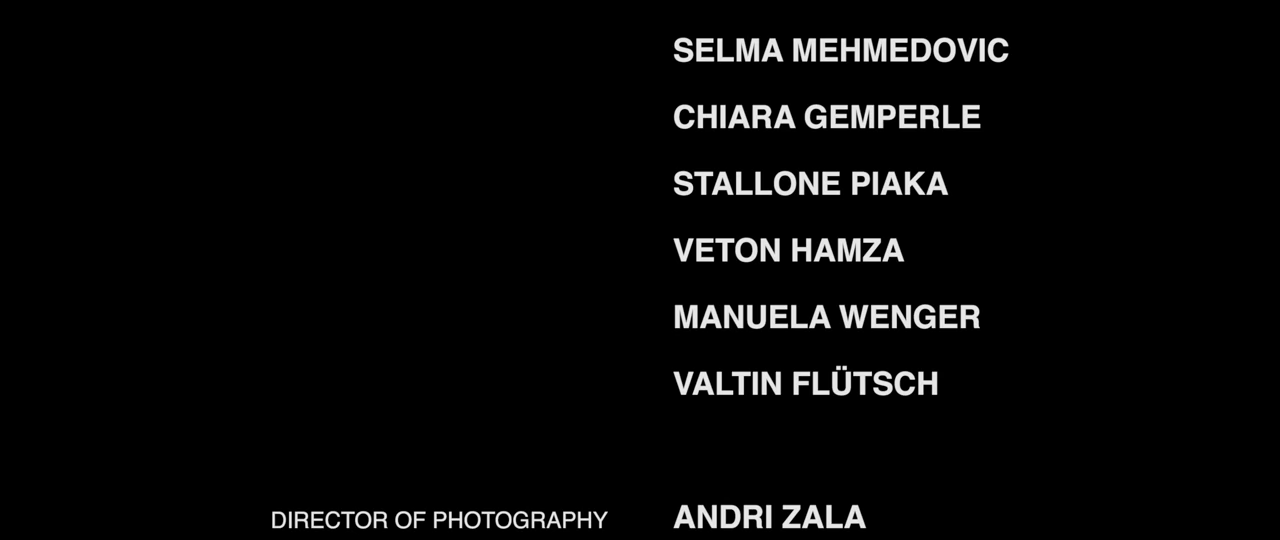 SELMA MEHMEDOVIC
CHIARA GEMPERLE
STALLONE PIAKA
VETON HAMZA
MANUELA WENGER
VALTIN FLÜTSCH
DIRECTOR OF PHOTOGRAPHY ANDRI ZALA